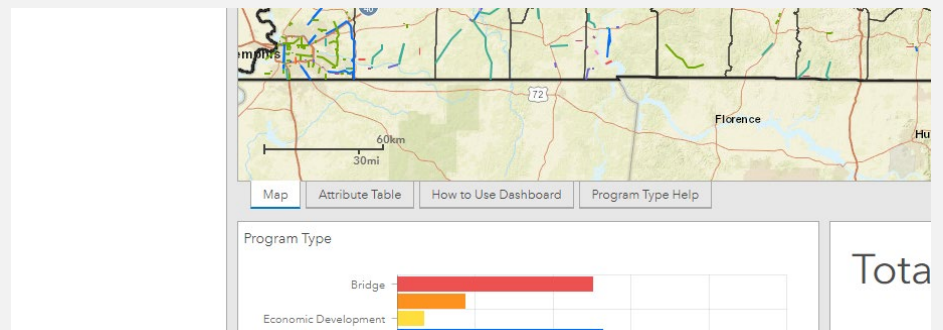 40
emphis
72
Florence
Hu
60km
30mi
Map
Attribute Table
How to Use Dashboard
Program Type Help
Program Type
Tota
Bridge
Economic Development